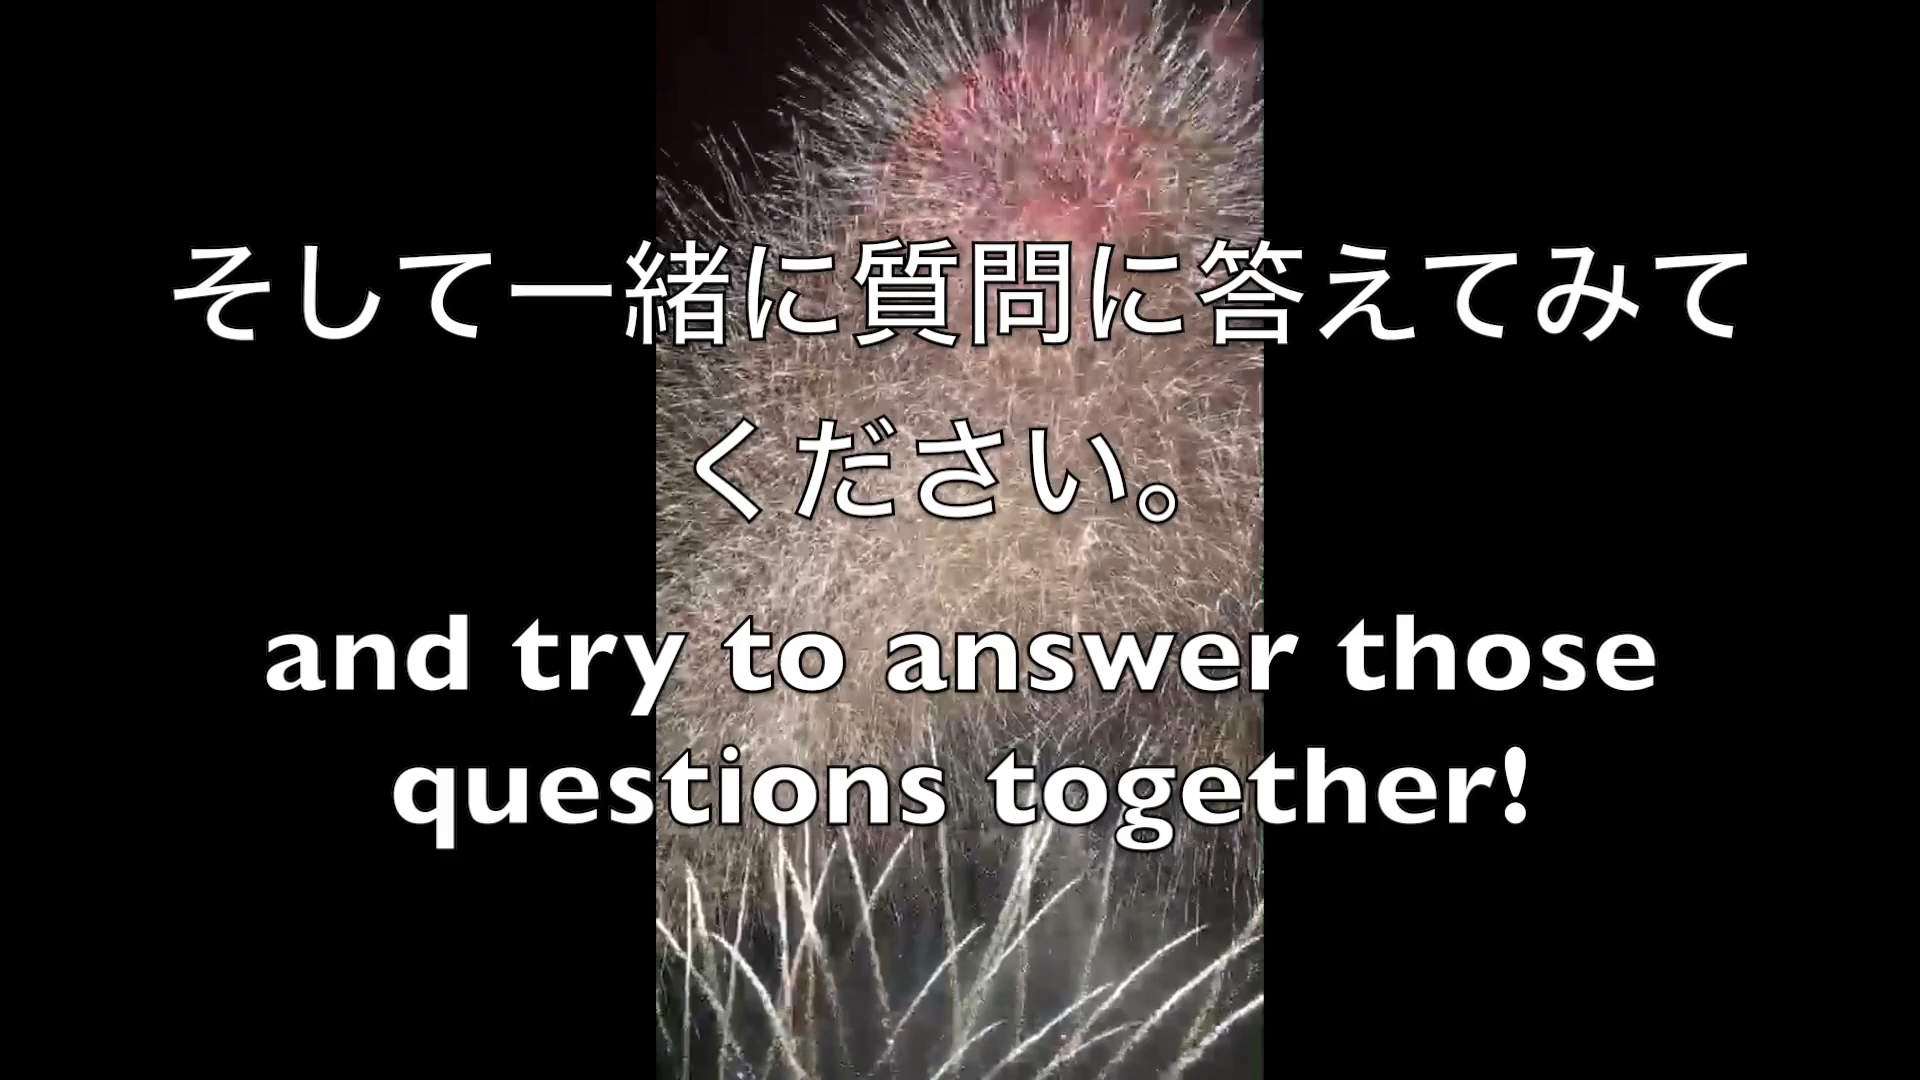 そして一緒に質問に答えてみて
ください。
and try to answer those
questions together!